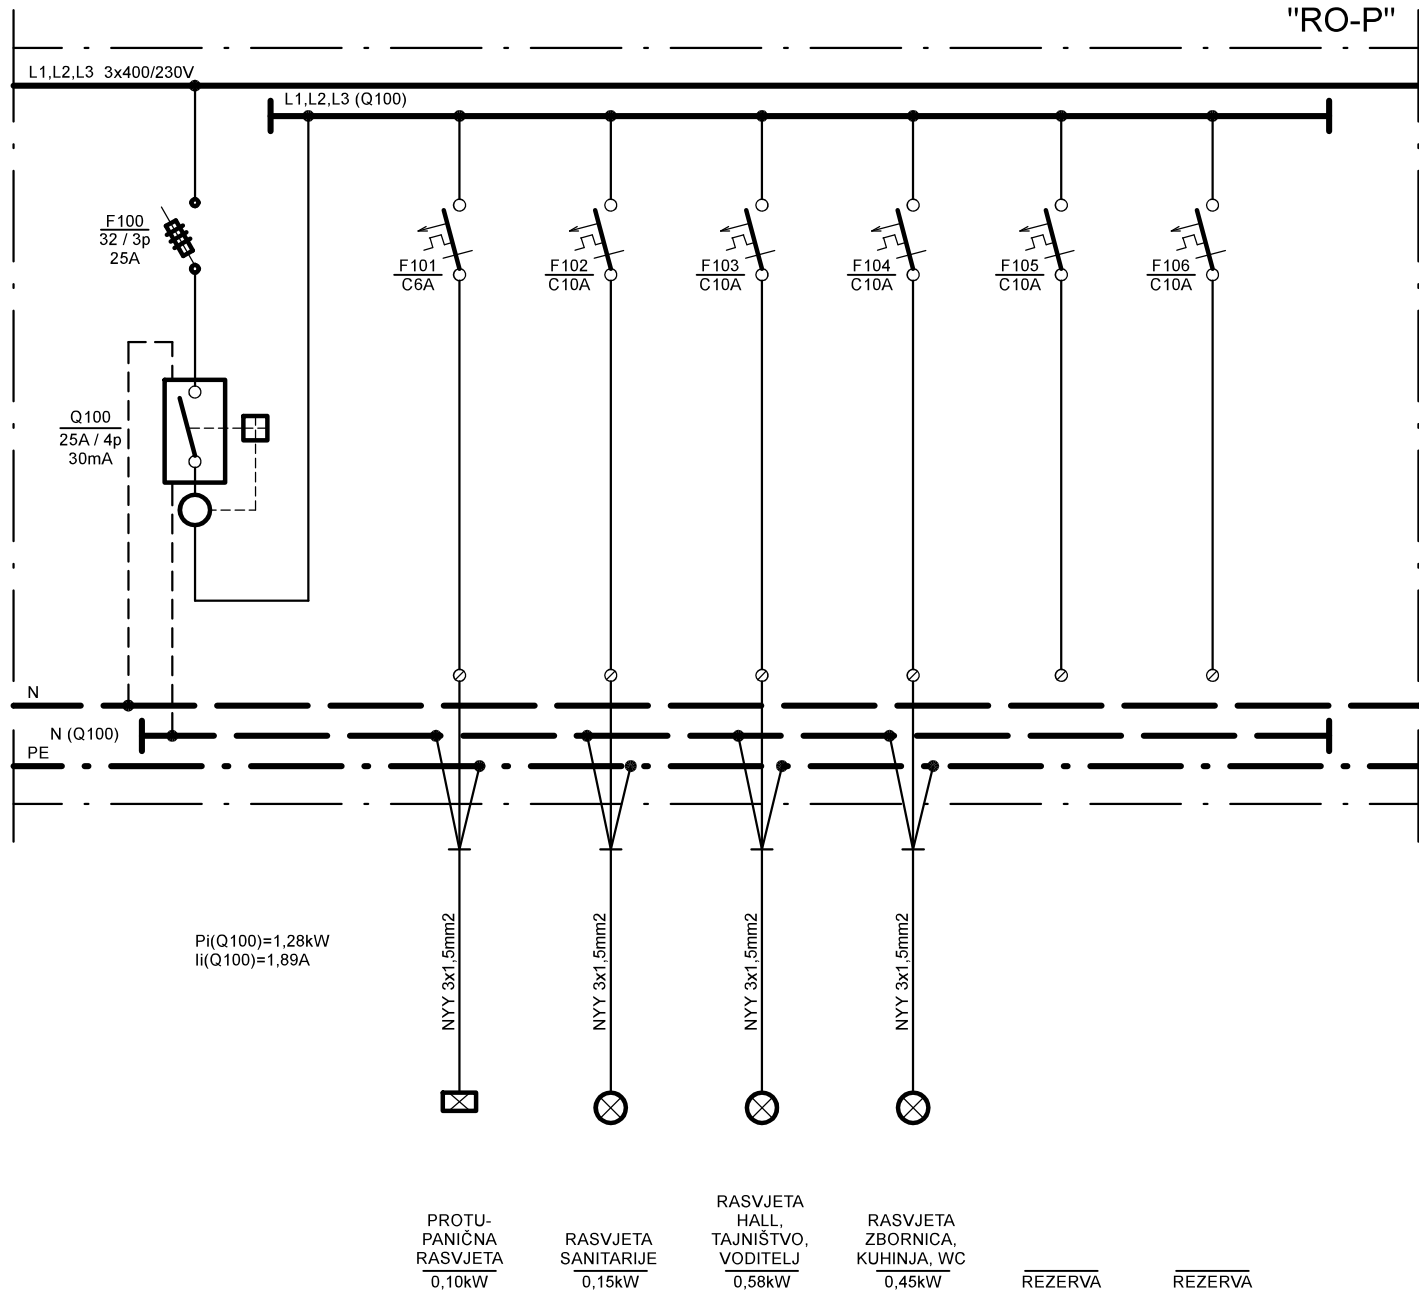 "RO-P"
L1,L2,L3 3x400/230V
L1,L2,L3 (Q100)
F100
32 / 3p
25A
F101
C6A
F102
C10A
F103
C10A
F104
C10A
F105
C10A
F106
C10A
Q100
25A / 4p
30mA
N
N (Q100)
PE
Pi(Q100)=1,28kW
Ii(Q100)=1,89A
NYY 3x1,5mm2
NYY 3x1,5mm2
NYY 3x1,5mm2
NYY 3x1,5mm2
PROTU-
PANIČNA
RASVJETA
0,10kW
RASVJETA
SANITARIJE
0,15kW
RASVJETA
HALL,
TAJNIŠTVO,
VODITELJ
0,58kW
RASVJETA
ZBORNICA,
KUHINJA, WC
0,45kW
REZERVA
REZERVA